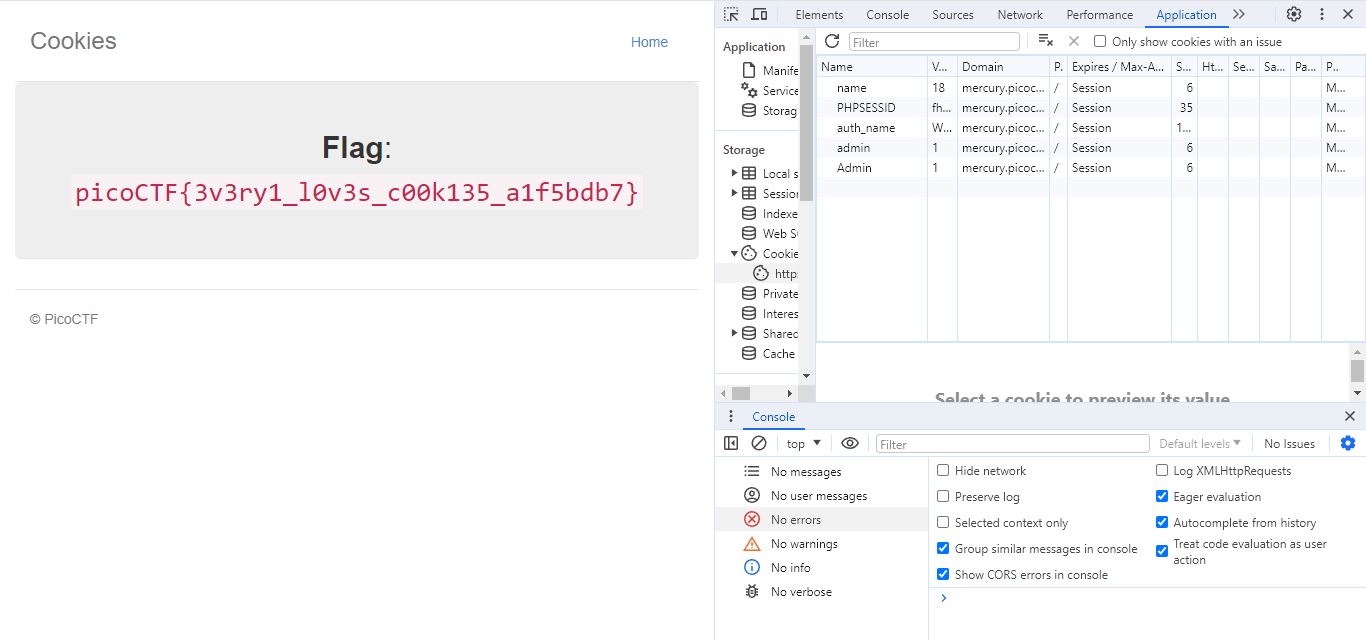 Cookies
Home
Flag:
picoCTF{3v3ry1_l0v3s_c00k135_a1f5bdb7}
© PicoCTF
Elements Console Sources Network Performance Application
Application
Manife
Service
Storag
Storage
Local s
Session
Indexe
Web S
Cookie
http
Private
Interes
Shared
Cache
Filter
Only show cookies with an issue
Name V... Domain P. Expires / Max-A... S... Ht... Se... Sa... Pa... P..
name 18 mercury.picoc... / Session 6 M...
PHPSESSID fh... mercury.picoc... / Session 35 M...
auth_name W... mercury.picoc... / Session 1... M...
admin 1 mercury.picoc... / Session 6 M...
Admin 1 mercury.picoc... / Session 6 M...
Select a cookie to preview its value
Console
top
Filter
Default levels
No Issues
No messages
No user messages
No errors
No warnings
No info
No verbose
Hide network
Preserve log
Selected context only
Group similar messages in console
Show CORS errors in console
Log XMLHttpRequests
Eager evaluation
Autocomplete from history
Treat code evaluation as user
action